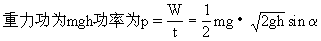 重力功为mgh功率为p = W/t = 1/2 mg • √2gh sin α